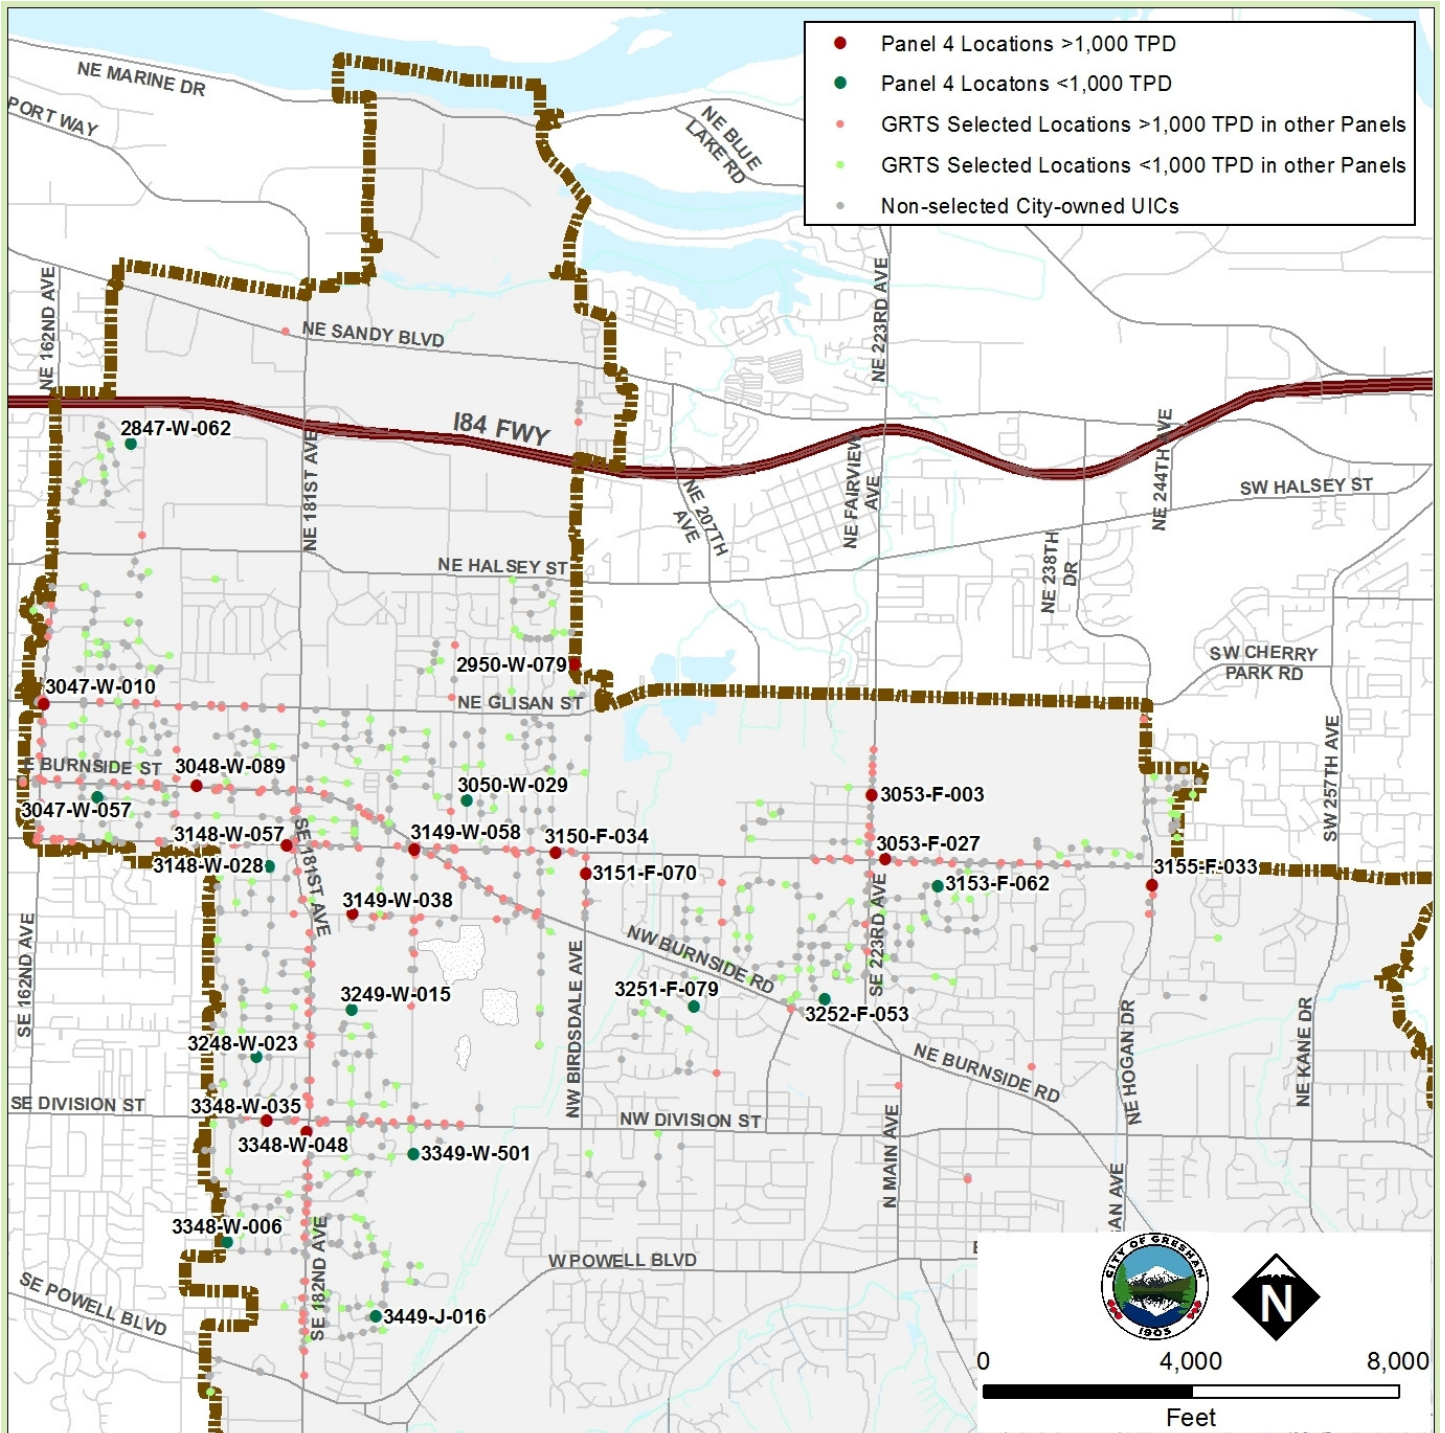 Panel 4 Locations >1,000 TPD
Panel 4 Locatons <1,000 TPD
GRTS Selected Locations >1,000 TPD in other Panels
GRTS Selected Locations <1,000 TPD in other Panels
Non-selected City-owned UICs
NE MARINE DR
PORT WAY
NE BLUE
LAKE RD
NE 162ND AVE
NE SANDY BLVD
NE 223RD AVE
I84 FWY
2847-W-062
NE 181ST AVE
NE 207TH
AVE
NE FAIRVIEW
AVE
NE 244TH AVE
SW HALSEY ST
NE HALSEY ST
NE 238TH
DR
2950-W-079
SW CHERRY
PARK RD
3047-W-010
NE GLISAN ST
SW 257TH AVE
E BURNSIDE ST
3048-W-089
3050-W-029
3053-F-003
3047-W-057
3148-W-057
3149-W-058
3150-F-034
3053-F-027
3148-W-028
SE 181ST AVE
3151-F-070
3153-F-062
3155-F-033
3149-W-038
SE 162ND AVE
NW BURNSIDE RD
SE 223RD AVE
3249-W-015
3251-F-079
3252-F-053
3248-W-023
NW BIRDSDALE AVE
NE BURNSIDE RD
NE HOGAN DR
NE KANE DR
SE DIVISION ST
3348-W-035
NW DIVISION ST
3348-W-048
3349-W-501
N MAIN AVE
AN AVE
3348-W-006
SE 182ND AVE
W POWELL BLVD
E
SE POWELL BLVD
3449-J-016
CITY OF GRESHAM
1905
N
0 4,000 8,000
Feet